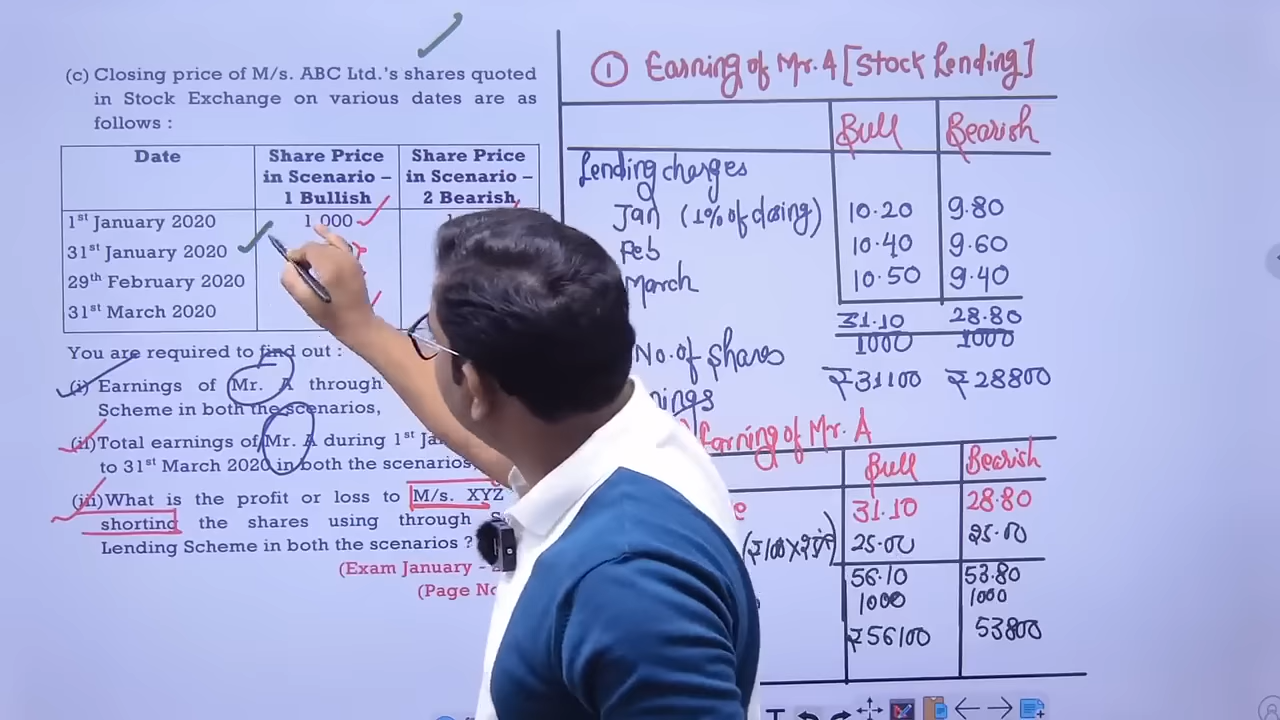 (c) Closing price of M/s. ABC Ltd.'s shares quoted
in Stock Exchange on various dates are as
follows :
Date
Share Price
in Scenario –
1 Bullish
Share Price
in Scenario –
2 Bearish
1st January 2020 1,000
31st January 2020
29th February 2020
31st March 2020
You are required to find out :
(i) Earnings of Mr. A through
Scheme in both the scenarios,
(ii) Total earnings of Mr. A during 1st
to 31st March 2020 in both the scenarios,
(iii) What is the profit or loss to M/s. XYZ
shorting the shares using through
Lending Scheme in both the scenarios ?
(Exam January -
(Page
① Earning of Mr. A [Stock Lending]
Bull Bearish
Lending charges
Jan (1% of closing) 10.20 9.80
Feb 10.40 9.60
March 10.50 9.40
31.10 28.80
No. of shares 1000 1000
₹31100 ₹28800
Earning of Mr. A
Bull Bearish
31.10 28.80
25.00 25.00
56.10 53.80
1000 1000
₹56100 53800